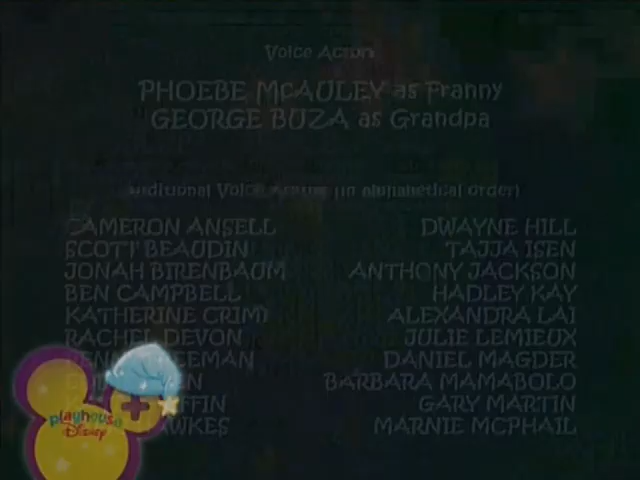 Voice Actors
PHOEBE McAULEY as Franny
GEORGE BUZA as Grandpa
Additional Voice Actors (in alphabetical order)
CAMERON ANSELL
SCOTT BEAUDIN
JONAH BIRENBAUM
BEN CAMPBELL
KATHERINE CRIMI
RACHEL DEVON
DWAYNE HILL
TAJJA ISEN
ANTHONY JACKSON
HADLEY KAY
ALEXANDRA LAI
JULIE LEMIEUX
DANIEL MAGDER
BARBARA MAMABOLO
GARY MARTIN
MARNIE MCPHAIL
playhouse
Disney